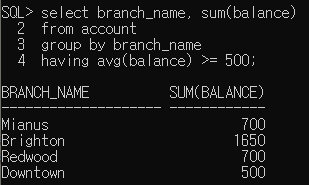 SQL> select branch_name, sum(balance)
  2  from account
  3  group by branch_name
  4  having avg(balance) >= 500;
BRANCH_NAME          SUM(BALANCE)
-------------------- ------------
Mianus                        700
Brighton                     1650
Redwood                       700
Downtown                      500